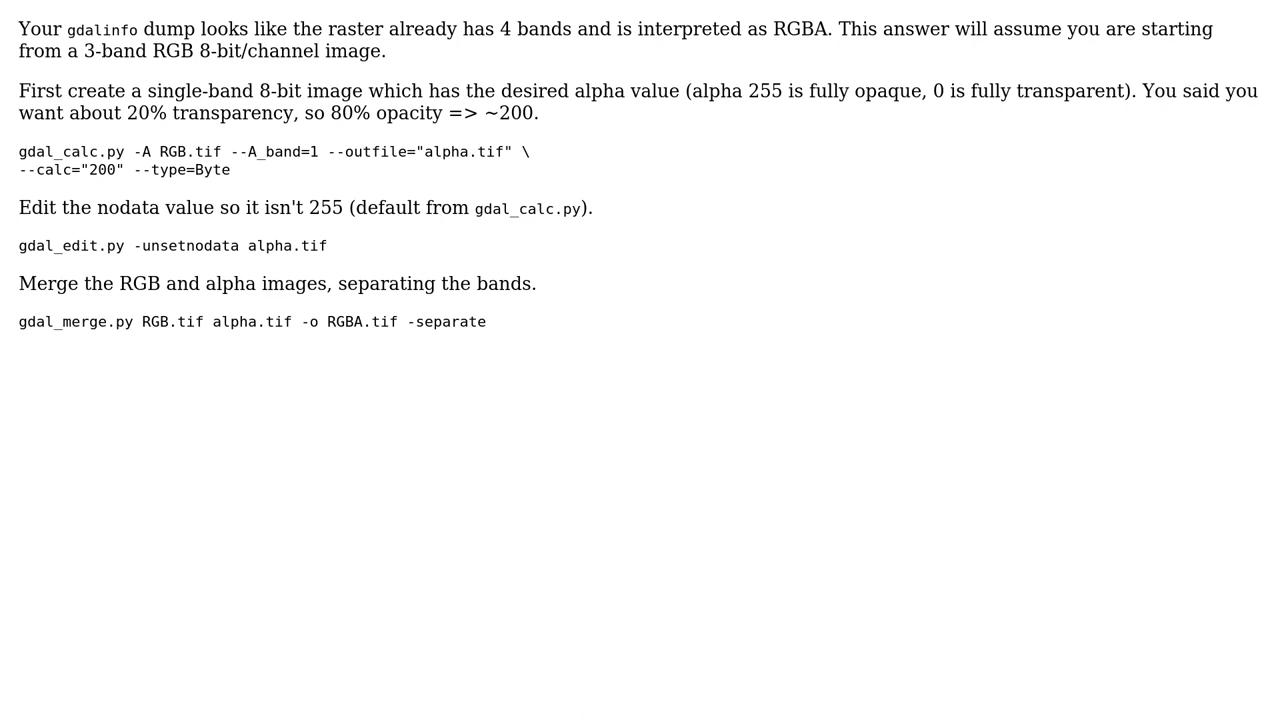 Your gdalinfo dump looks like the raster already has 4 bands and is interpreted as RGBA. This answer will assume you are starting
from a 3-band RGB 8-bit/channel image.
First create a single-band 8-bit image which has the desired alpha value (alpha 255 is fully opaque, 0 is fully transparent). You said you
want about 20% transparency, so 80% opacity => ~200.
gdal_calc.py -A RGB.tif --A_band=1 --outfile="alpha.tif" \
--calc="200" --type=Byte
Edit the nodata value so it isn't 255 (default from gdal_calc.py).
gdal_edit.py -unsetnodata alpha.tif
Merge the RGB and alpha images, separating the bands.
gdal_merge.py RGB.tif alpha.tif -o RGBA.tif -separate